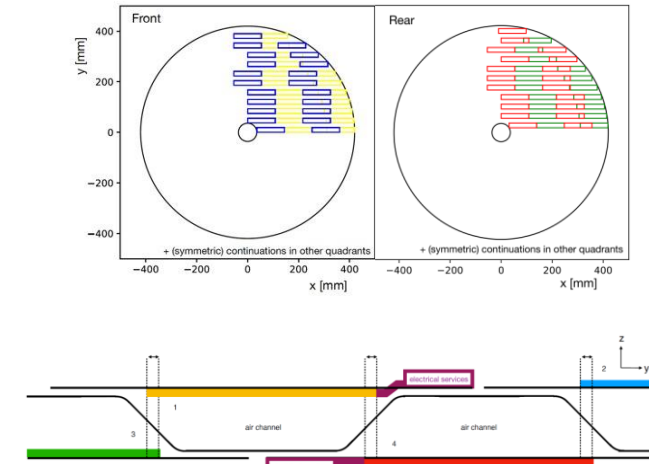 Front
Rear
y [mm]
400
200
0
−200
−400
+ (symmetric) continuations in other quadrants
+ (symmetric) continuations in other quadrants
−400 −200 0 200 400
−400 −200 0 200 400
x [mm]
x [mm]
z
y
electrical services
2
1
3
air channel
air channel
4